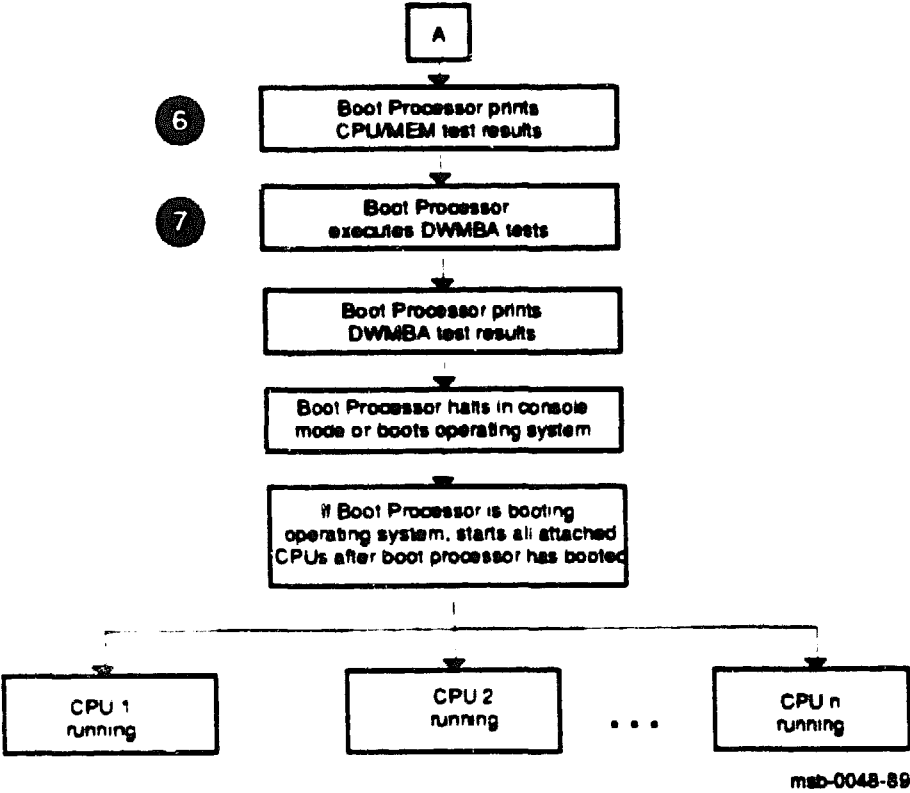 A
6
Boot Processor prints
CPU/MEM test results
7
Boot Processor
executes DWMBA tests
Boot Processor prints
DWMBA test results
Boot Processor halts in console
mode or boots operating system
If Boot Processor is booting
operating system, starts all attached
CPUs after boot processor has booted
CPU 1
running
CPU 2
running
. . .
CPU n
running
msb-0048-89